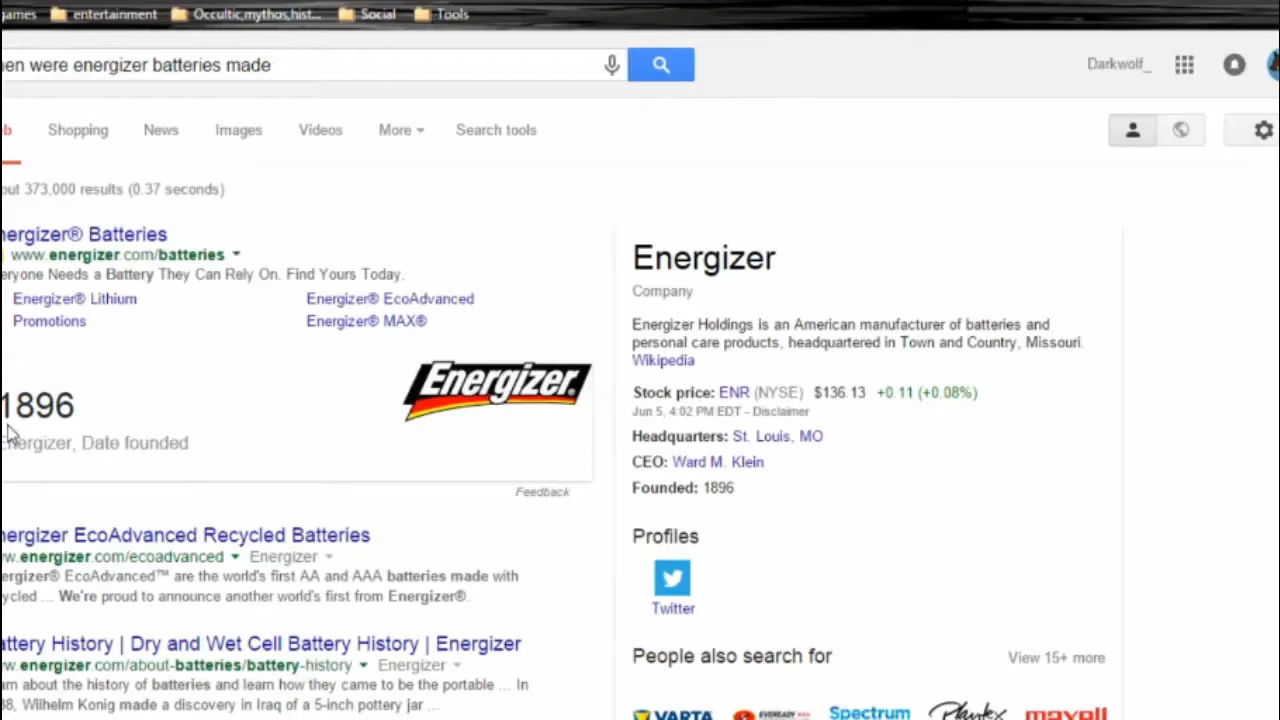 games entertainment Occultic,mythos,hist... Social Tools
en were energizer batteries made
Darkwolf_
b Shopping News Images Videos More Search tools
out 373,000 results (0.37 seconds)
nergizer® Batteries
www.energizer.com/batteries
eryone Needs a Battery They Can Rely On. Find Yours Today.
Energizer® Lithium Energizer® EcoAdvanced
Promotions Energizer® MAX®
Energizer
1896
Energizer, Date founded
Feedback
nergizer EcoAdvanced Recycled Batteries
w.energizer.com/ecoadvanced Energizer
ergizer® EcoAdvanced™ are the world's first AA and AAA batteries made with
ycled ... We're proud to announce another world's first from Energizer®.
attery History | Dry and Wet Cell Battery History | Energizer
w.energizer.com/about-batteries/battery-history Energizer
rn about the history of batteries and learn how they came to be the portable ... In
38, Wilhelm Konig made a discovery in Iraq of a 5-inch pottery jar ...
Energizer
Company
Energizer Holdings is an American manufacturer of batteries and
personal care products, headquartered in Town and Country, Missouri.
Wikipedia
Stock price: ENR (NYSE) $136.13 +0.11 (+0.08%)
Jun 5, 4:02 PM EDT - Disclaimer
Headquarters: St. Louis, MO
CEO: Ward M. Klein
Founded: 1896
Profiles
Twitter
People also search for View 15+ more
VARTA EVEREADY Spectrum Playtex maxell